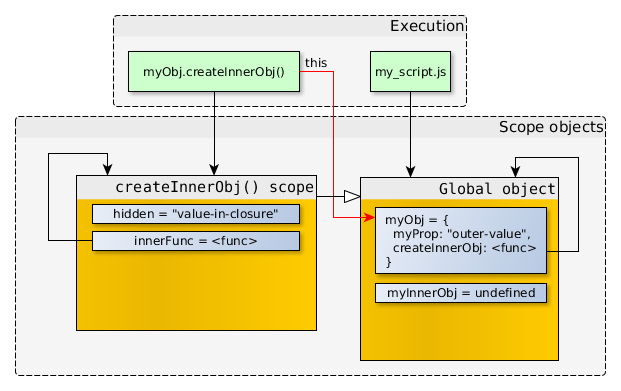 Execution
this
myObj.createInnerObj()
my_script.js
Scope objects
createInnerObj() scope
hidden = "value-in-closure"
innerFunc = <func>
Global object
myObj = {
myProp: "outer-value",
createInnerObj: <func>
}
myInnerObj = undefined